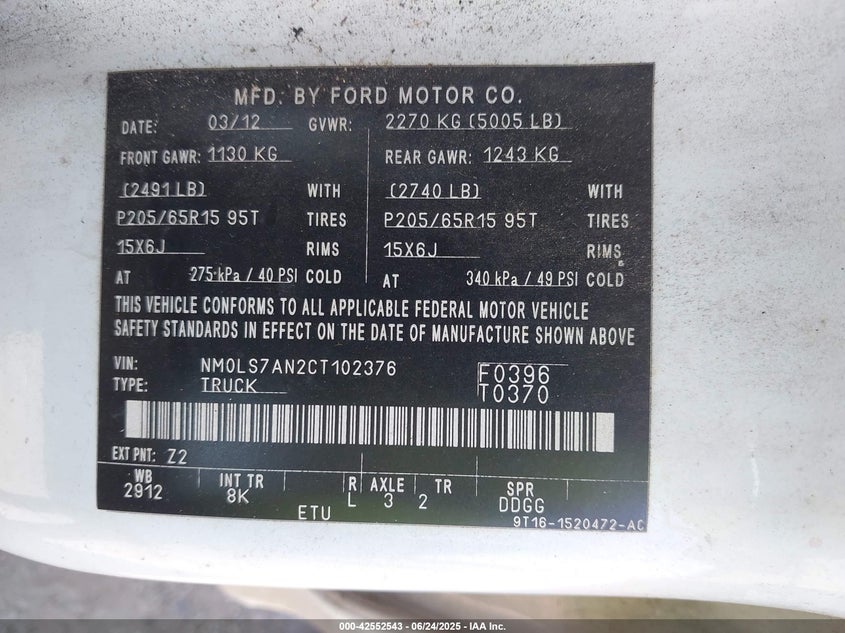 MFD. BY FORD MOTOR CO.
DATE: 03/12 GVWR: 2270 KG (5005 LB)
FRONT GAWR: 1130 KG REAR GAWR: 1243 KG
(2491 LB) WITH (2740 LB) WITH
P205/65R15 95T TIRES P205/65R15 95T TIRES
15X6J RIMS 15X6J RIMS
AT 275 kPa / 40 PSI COLD AT 340 kPa / 49 PSI COLD
THIS VEHICLE CONFORMS TO ALL APPLICABLE FEDERAL MOTOR VEHICLE
SAFETY STANDARDS IN EFFECT ON THE DATE OF MANUFACTURE SHOWN ABOVE
VIN: NM0LS7AN2CT102376 F0396
TYPE: TRUCK T0370
EXT PNT: Z2
WB INT TR R AXLE TR SPR
2912 8K L 3 2 DDGG
ETU 9T16-1520472-AC
000-42552543 - 06/24/2025 - IAA Inc.